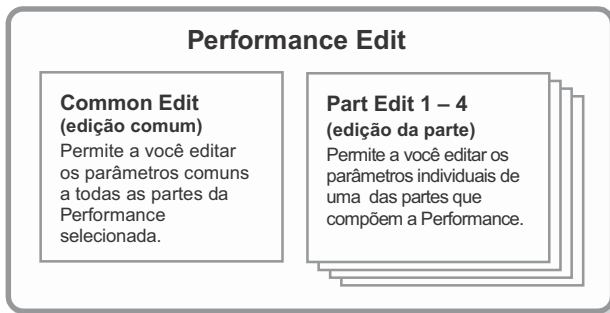 Performance Edit
Common Edit
(edição comum)
Permite a você editar
os parâmetros comuns
a todas as partes da
Performance
selecionada.
Part Edit 1 – 4
(edição da parte)
Permite a você editar os
parâmetros individuais de
uma das partes que
compõem a Performance.